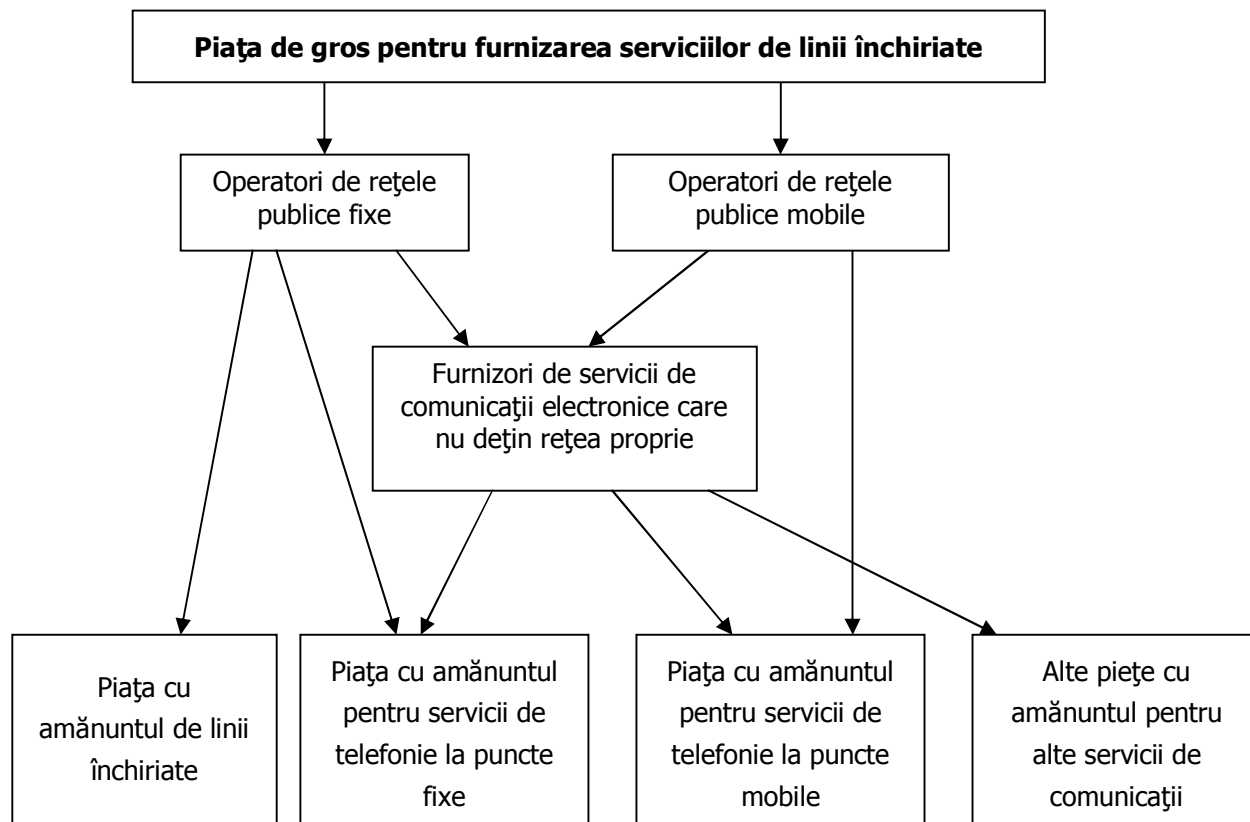 Piaţa de gros pentru furnizarea serviciilor de linii închiriate
Operatori de reţele
publice fixe
Operatori de reţele
publice mobile
Furnizori de servicii de
comunicaţii electronice care
nu deţin reţea proprie
Piaţa cu
amănuntul de linii
închiriate
Piaţa cu amănuntul
pentru servicii de
telefonie la puncte
fixe
Piaţa cu amănuntul
pentru servicii de
telefonie la puncte
mobile
Alte pieţe cu
amănuntul pentru
alte servicii de
comunicaţii